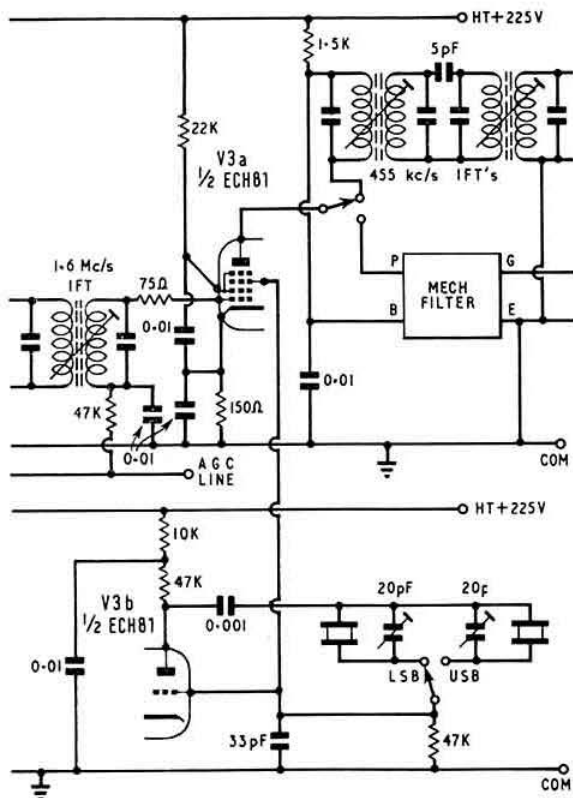 HT+225V
1·5K
5pF
22K
V3a
½ ECH81
455 kc/s IFT's
1·6 Mc/s
IFT
75Ω
P
G
MECH
FILTER
B
E
0·01
0·01
150Ω
47K
0·01
AGC
LINE
COM
HT+225V
10K
V3b
½ ECH81
47K
0·001
20pF
20F
0·01
LSB
USB
33pF
47K
COM